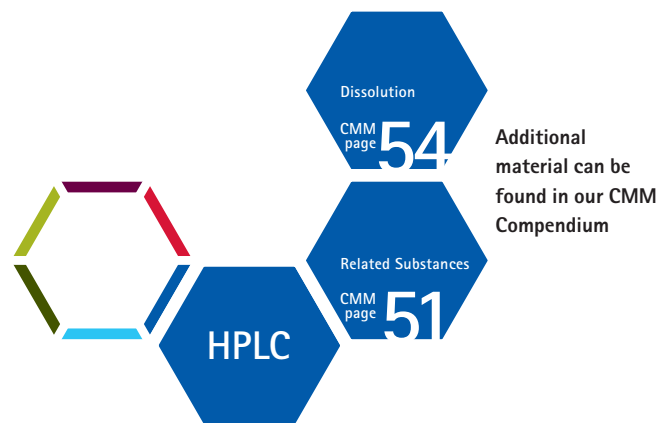 Dissolution
CMM
page 54
Additional
material can be
found in our CMM
Compendium
Related Substances
CMM
page 51
HPLC